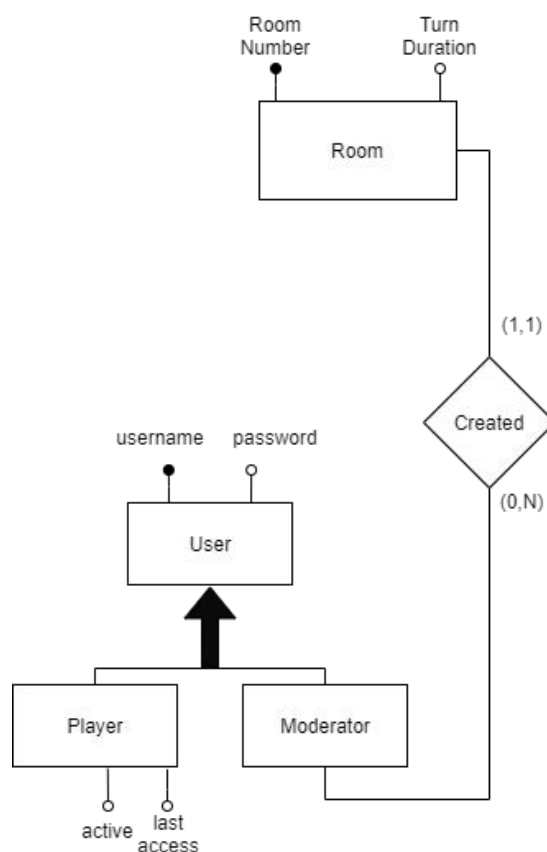 Room
Number
Turn
Duration
Room
(1,1)
Created
(0,N)
username
password
User
Player
Moderator
active
last
access